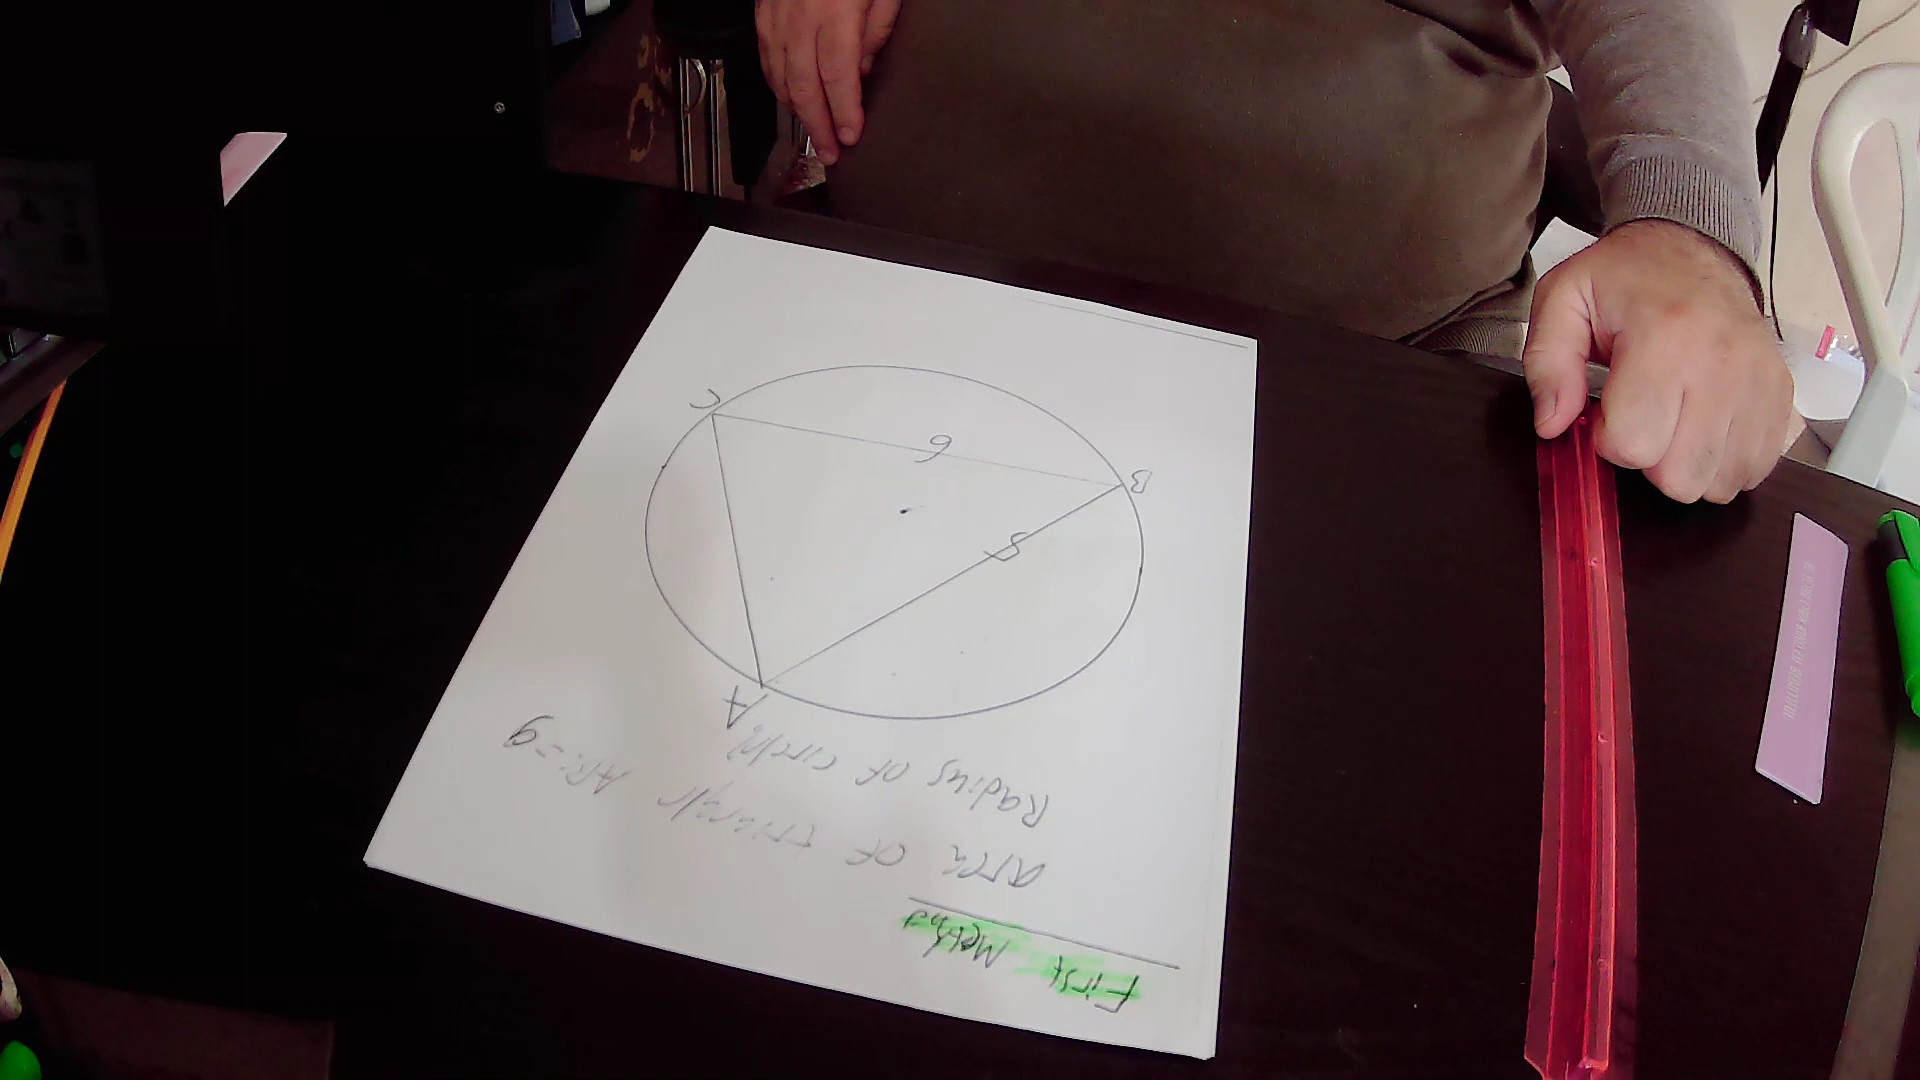 First Method
area of triangle ABC = 9
Radius of circle?
A
B
C
8
6